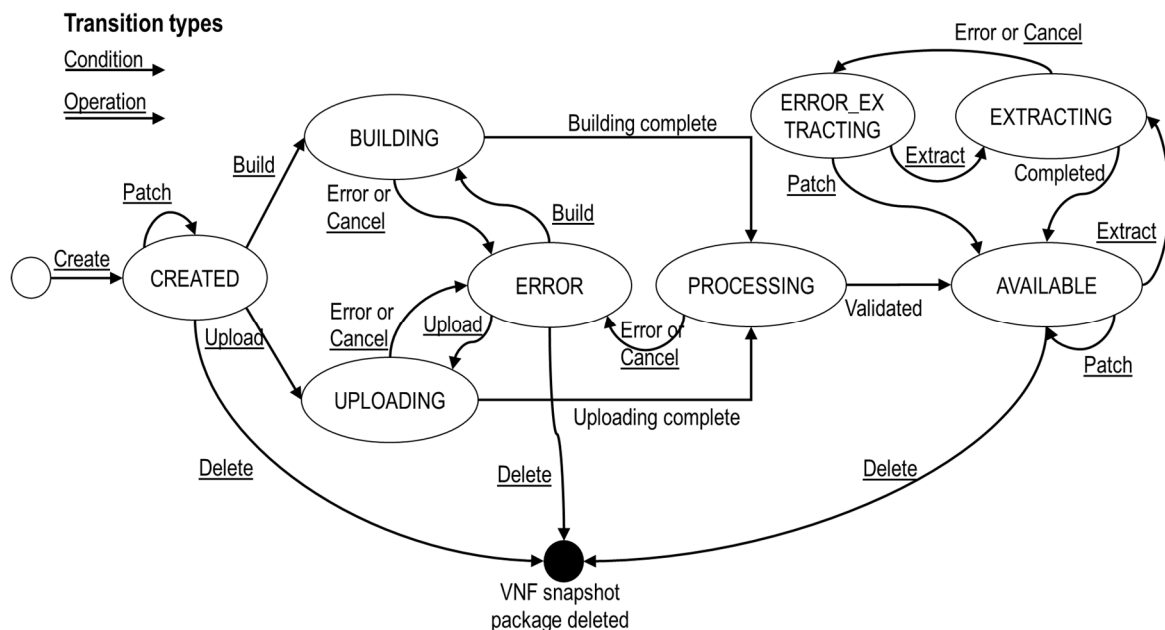 Transition types
Condition
Operation
Error or Cancel
ERROR_EX
TRACTING
EXTRACTING
BUILDING
Building complete
Build
Extract
Completed
Patch
Error or
Cancel
Patch
Build
Extract
Create
CREATED
ERROR
PROCESSING
AVAILABLE
Error or
Cancel
Upload
Validated
Upload
Error or
Cancel
Patch
UPLOADING
Uploading complete
Delete
Delete
Delete
VNF snapshot
package deleted